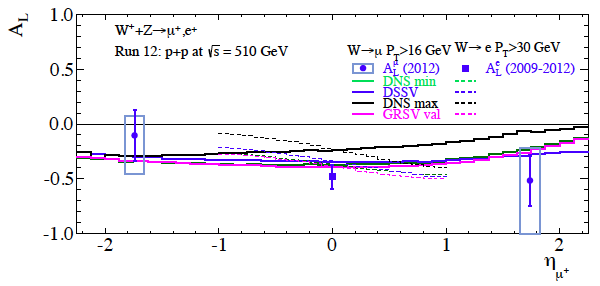 A_L
1.0
0.5
0.0
-0.5
-1.0
W⁺+Z→μ⁺,e⁺
Run 12: p+p at √s = 510 GeV
W→μ P_T>16 GeV W→ e P_T>30 GeV
A_L^μ (2012) A_L^e (2009-2012)
DNS min
DSSV
DNS max
GRSV val
-2 -1 0 1 2
η_μ⁺